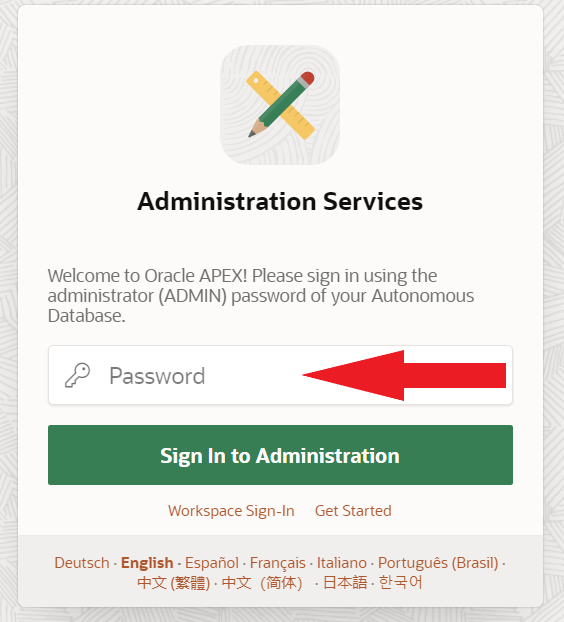 Administration Services
Welcome to Oracle APEX! Please sign in using the
administrator (ADMIN) password of your Autonomous
Database.
Password
Sign In to Administration
Workspace Sign-In Get Started
Deutsch · English · Español · Français · Italiano · Português (Brasil) ·
中文 (繁體) · 中文（简体） · 日本語 · 한국어